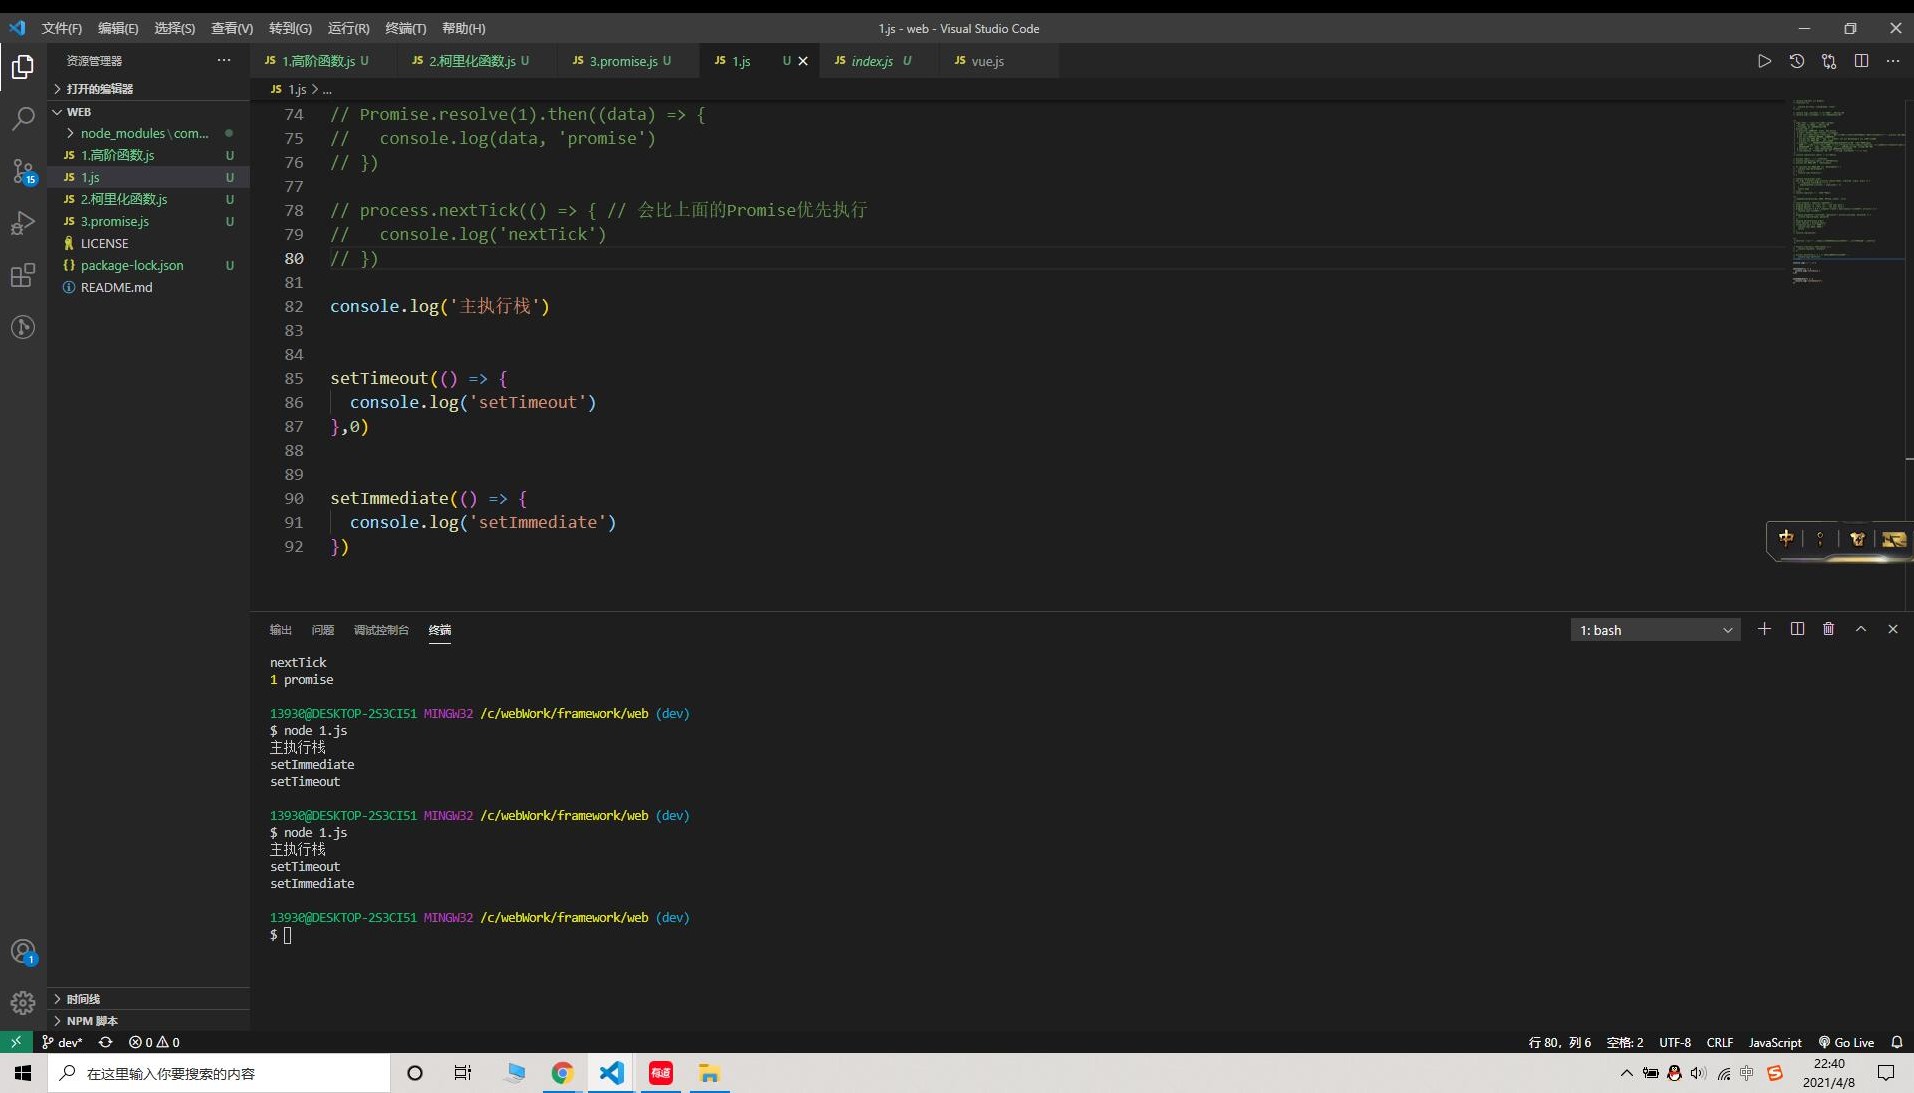 文件(F) 编辑(E) 选择(S) 查看(V) 转到(G) 运行(R) 终端(T) 帮助(H)
1.js - web - Visual Studio Code
资源管理器
打开的编辑器
WEB
node_modules\com...
JS 1.高阶函数.js U
JS 1.js U
JS 2.柯里化函数.js U
JS 3.promise.js U
LICENSE
{} package-lock.json U
README.md
时间线
NPM 脚本
15
1
JS 1.高阶函数.js U JS 2.柯里化函数.js U JS 3.promise.js U JS 1.js U JS index.js U JS vue.js
JS 1.js > ...
74 // Promise.resolve(1).then((data) => {
75 //   console.log(data, 'promise')
76 // })
77
78 // process.nextTick(() => { // 会比上面的Promise优先执行
79 //   console.log('nextTick')
80 // })
81
82 console.log('主执行栈')
83
84
85 setTimeout(() => {
86   console.log('setTimeout')
87 },0)
88
89
90 setImmediate(() => {
91   console.log('setImmediate')
92 })
中
输出 问题 调试控制台 终端
1: bash
nextTick
1 promise
13930@DESKTOP-2S3CI51 MINGW32 /c/webWork/framework/web (dev)
$ node 1.js
主执行栈
setImmediate
setTimeout
13930@DESKTOP-2S3CI51 MINGW32 /c/webWork/framework/web (dev)
$ node 1.js
主执行栈
setTimeout
setImmediate
13930@DESKTOP-2S3CI51 MINGW32 /c/webWork/framework/web (dev)
$
dev* 0 0
行 80，列 6 空格: 2 UTF-8 CRLF JavaScript Go Live
在这里输入你要搜索的内容
有道
中
22:40
2021/4/8